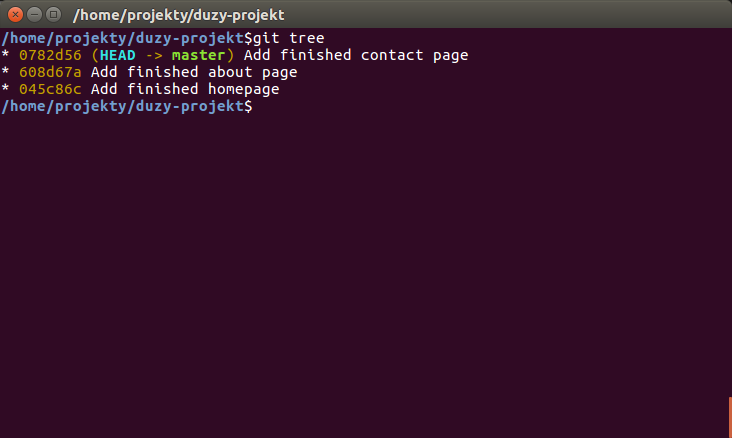 /home/projekty/duzy-projekt
/home/projekty/duzy-projekt$git tree
* 0782d56 (HEAD -> master) Add finished contact page
* 608d67a Add finished about page
* 045c86c Add finished homepage
/home/projekty/duzy-projekt$